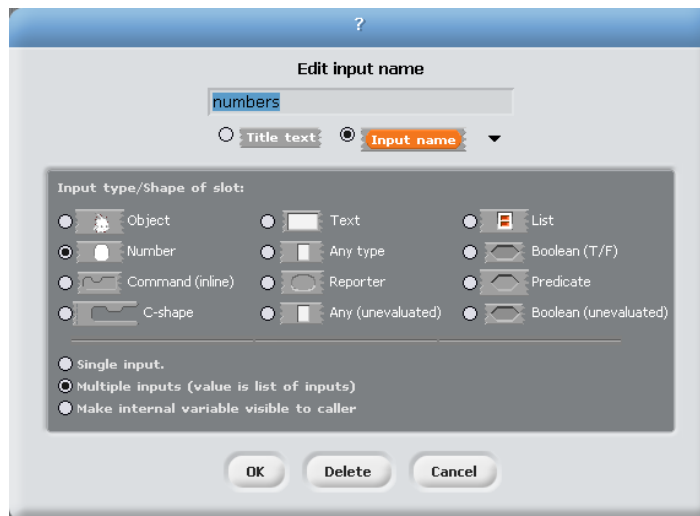 ?
Edit input name
numbers
Title text Input name
Input type/Shape of slot:
Object Text List
Number Any type Boolean (T/F)
Command (inline) Reporter Predicate
C-shape Any (unevaluated) Boolean (unevaluated)
Single input.
Multiple inputs (value is list of inputs)
Make internal variable visible to caller
OK Delete Cancel